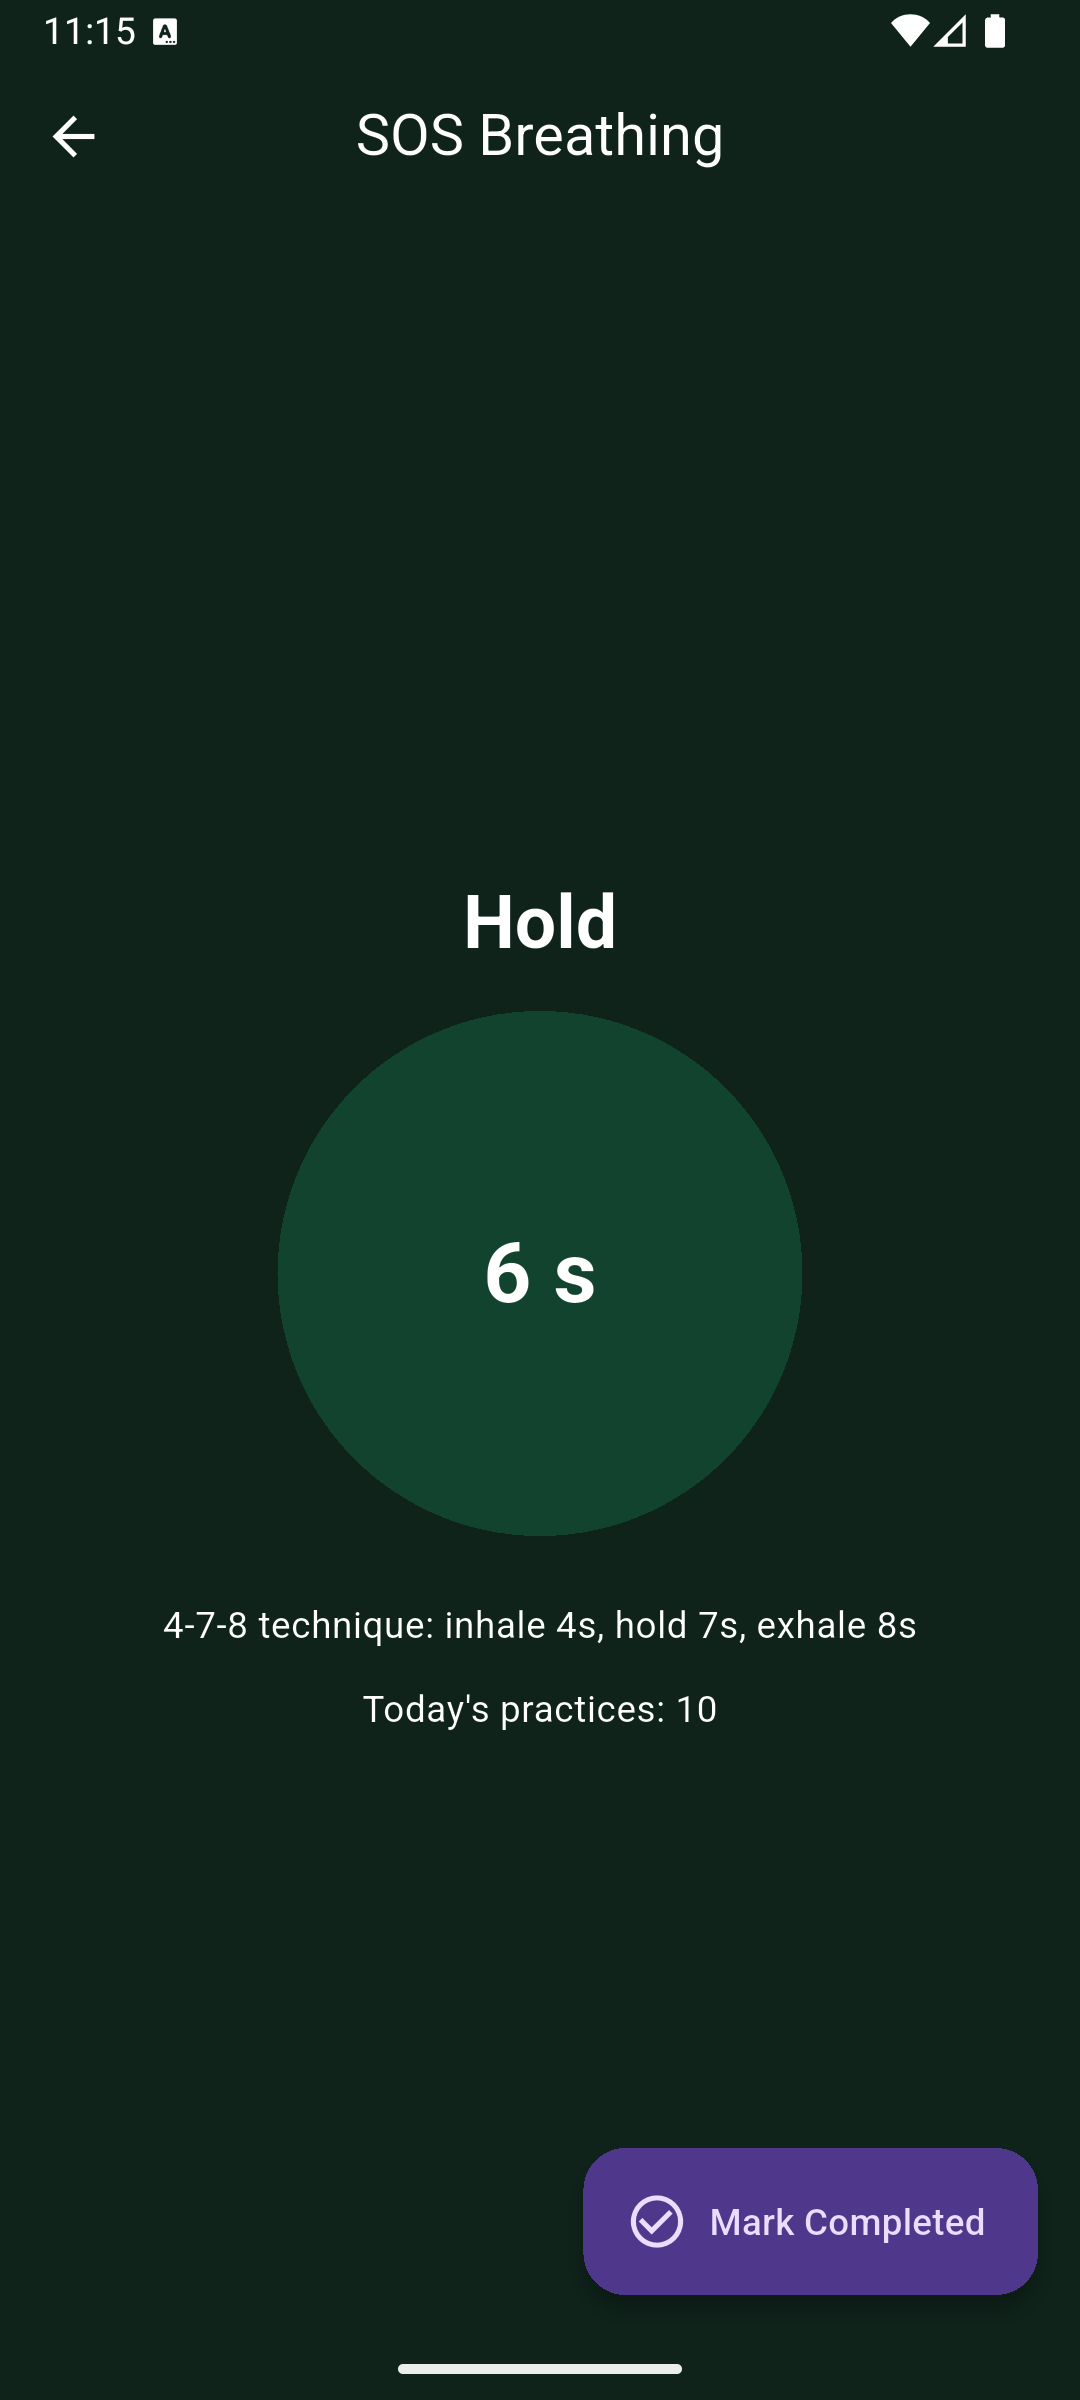 11:15
SOS Breathing
Hold
6 s
4-7-8 technique: inhale 4s, hold 7s, exhale 8s
Today's practices: 10
Mark Completed